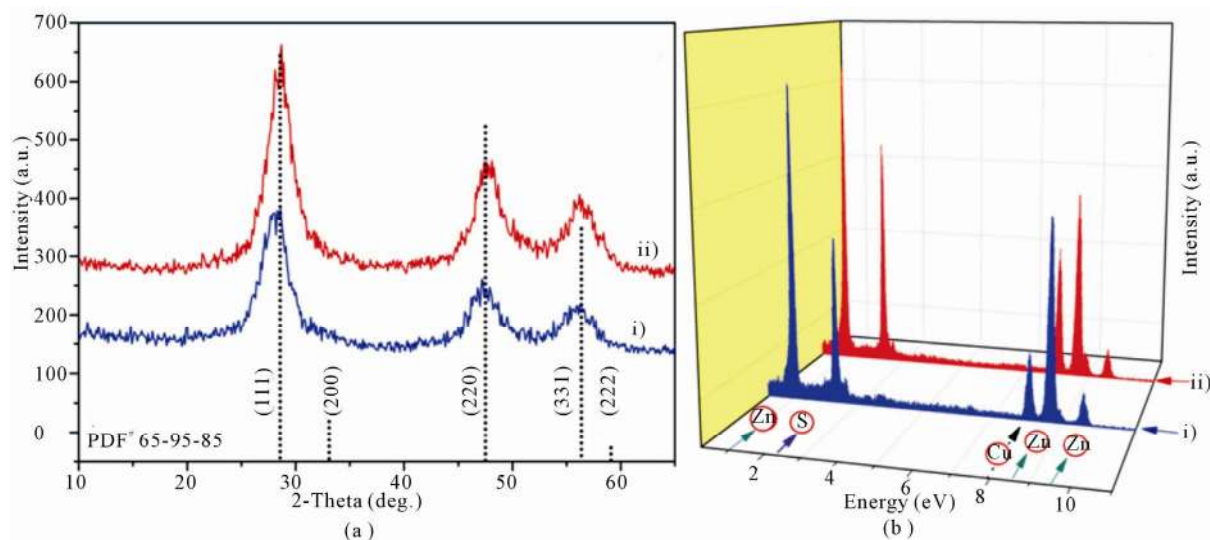 700
600
500
400
300
200
100
0
Intensity (a.u.)
ii)
i)
(111)
(200)
(220)
(331)
(222)
PDF# 65-95-85
10 20 30 40 50 60
2-Theta (deg.)
(a)
Intensity (a.u.)
ii)
i)
Zn S Cu Zn Zn
2 4 6 8 10
Energy (eV)
(b)